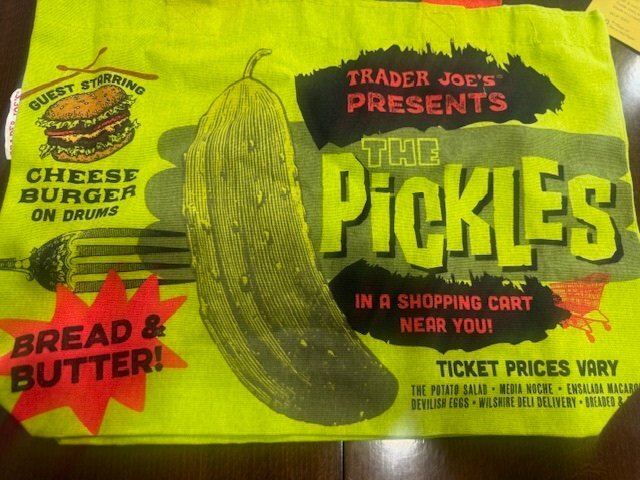 GUEST STARRING
CHEESE
BURGER
ON DRUMS
BREAD &
BUTTER!
TRADER JOE'S
PRESENTS
THE
PiCKLES
IN A SHOPPING CART
NEAR YOU!
TICKET PRICES VARY
THE POTATO SALAD • MEDIA NOCHE • ENSALADA MACARO
DEVILISH EGGS • WILSHIRE DELI DELIVERY • BREADED &